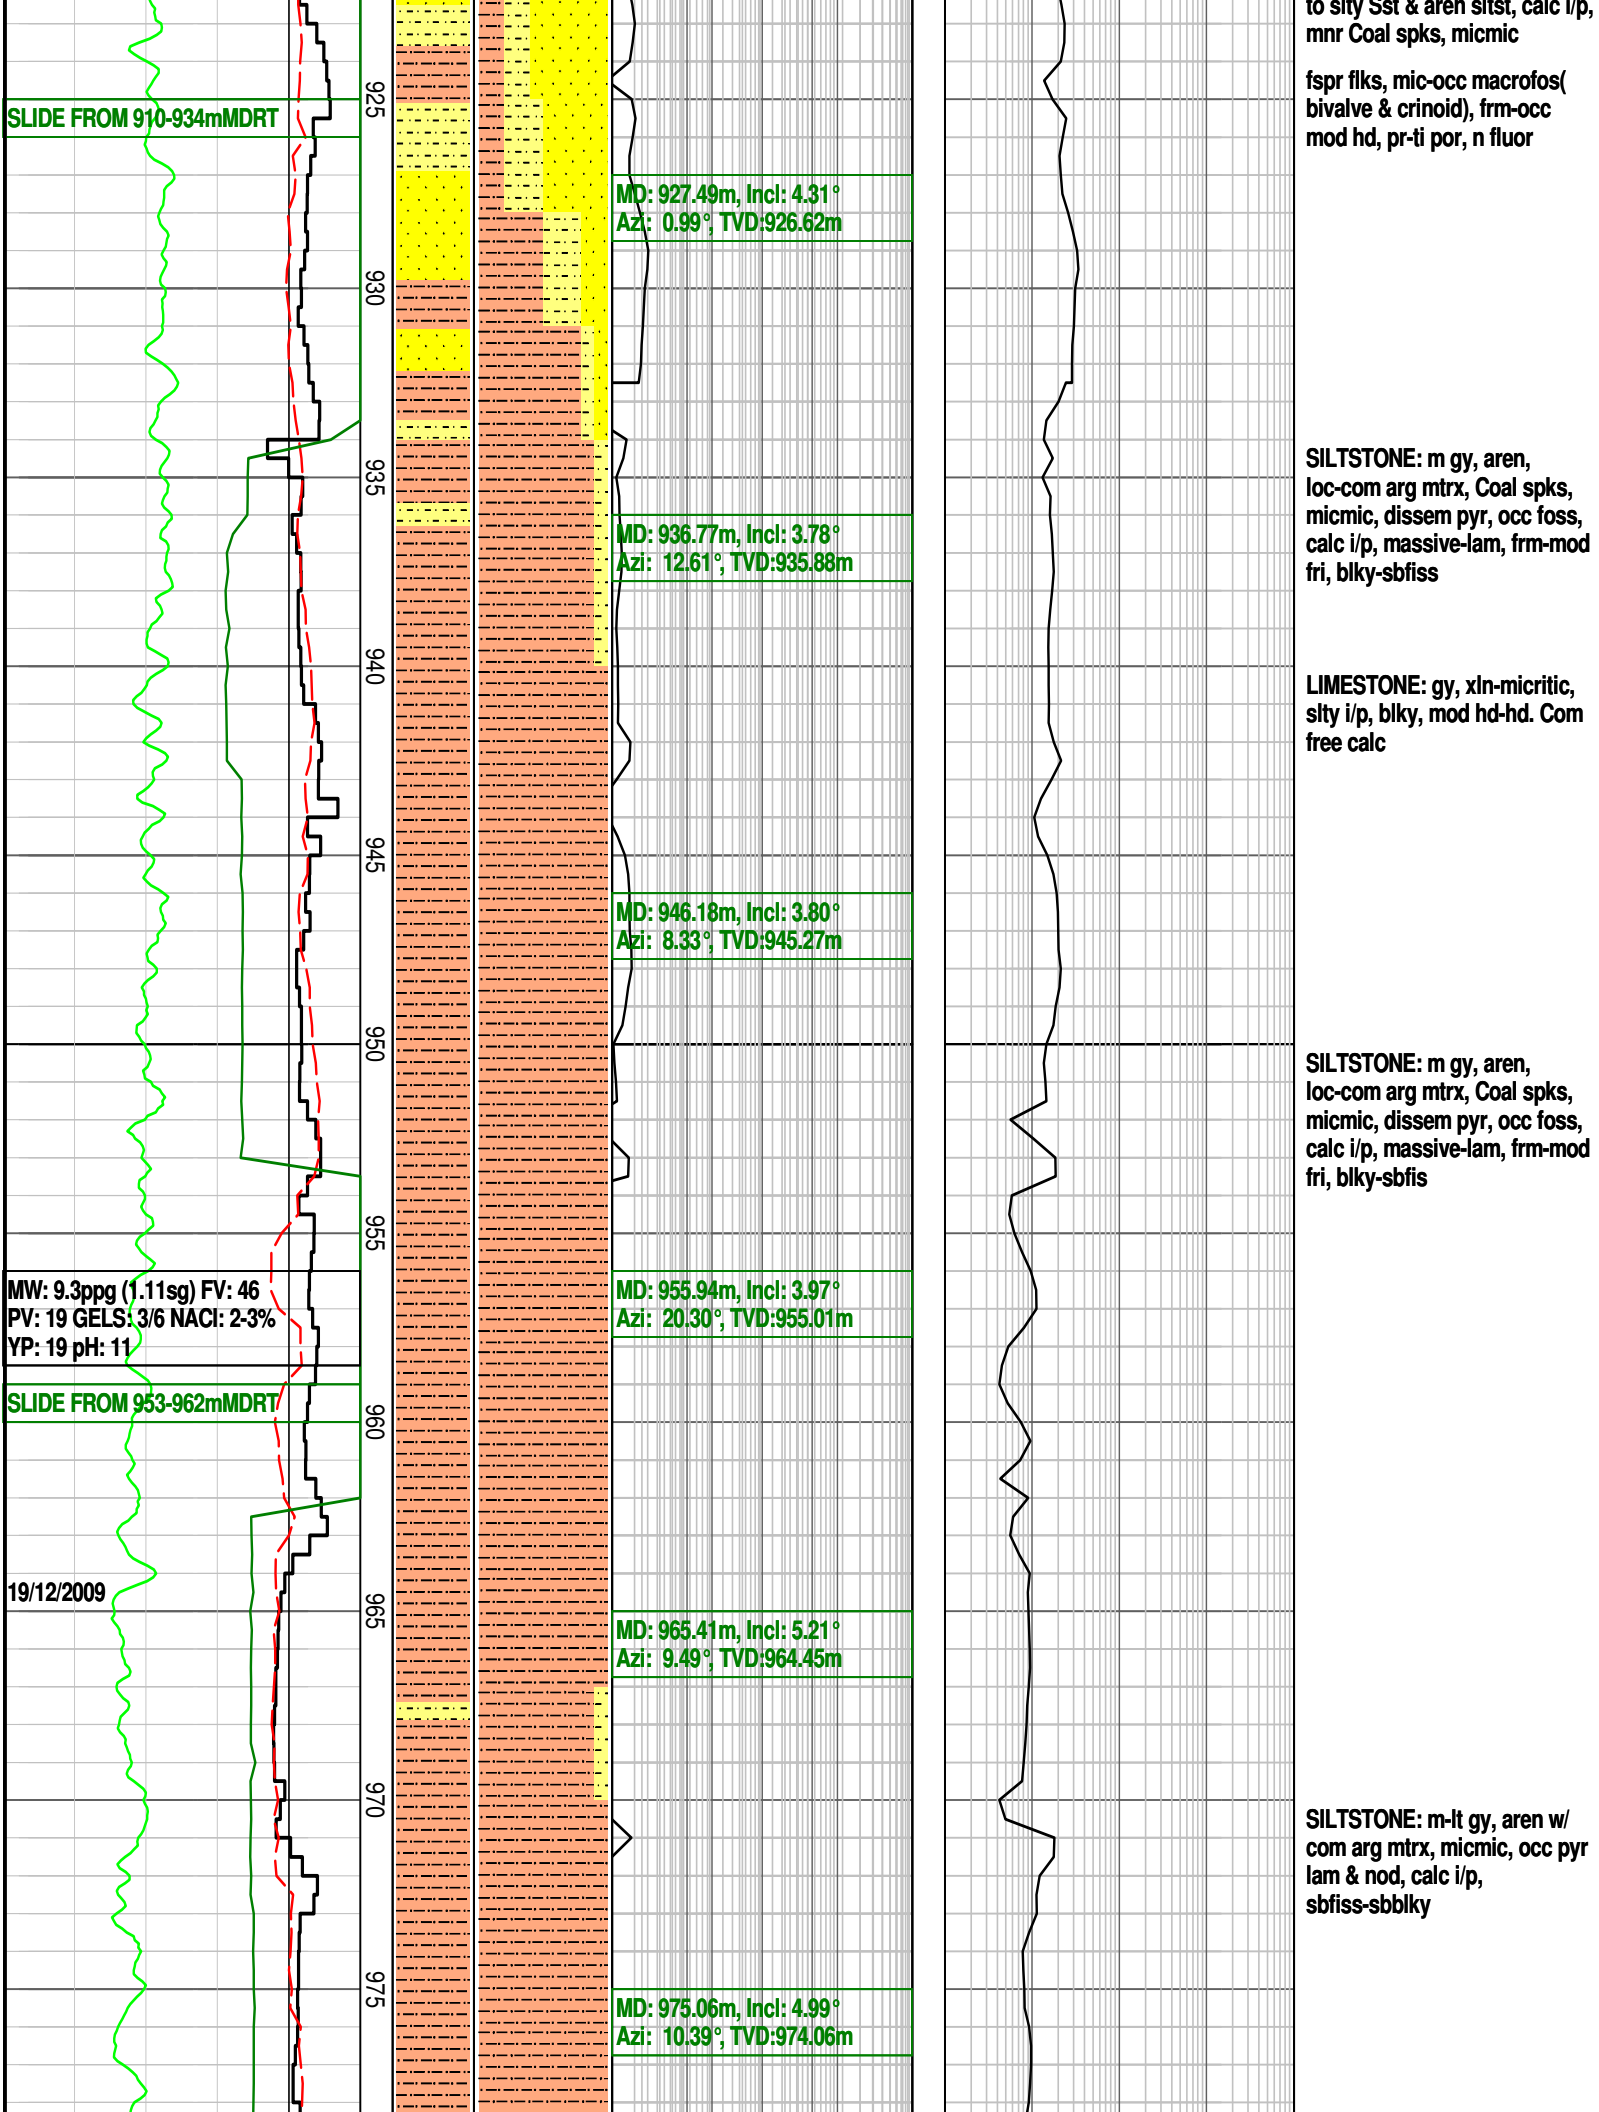 to slty Sst & aren sltst, calc i/p,
mnr Coal spks, micmic
fspr flks, mic-occ macrofos(
bivalve & crinoid), frm-occ
mod hd, pr-ti por, n fluor
925
SLIDE FROM 910-934mMDRT
MD: 927.49m, Incl: 4.31°
Azi: 0.99°, TVD:926.62m
930
SILTSTONE: m gy, aren,
loc-com arg mtrx, Coal spks,
micmic, dissem pyr, occ foss,
calc i/p, massive-lam, frm-mod
fri, blky-sbfiss
935
MD: 936.77m, Incl: 3.78°
Azi: 12.61°, TVD:935.88m
940
LIMESTONE: gy, xln-micritic,
slty i/p, blky, mod hd-hd. Com
free calc
945
MD: 946.18m, Incl: 3.80°
Azi: 8.33°, TVD:945.27m
950
SILTSTONE: m gy, aren,
loc-com arg mtrx, Coal spks,
micmic, dissem pyr, occ foss,
calc i/p, massive-lam, frm-mod
fri, blky-sbfis
955
MW: 9.3ppg (1.11sg) FV: 46
PV: 19 GELS: 3/6 NACl: 2-3%
YP: 19 pH: 11
MD: 955.94m, Incl: 3.97°
Azi: 20.30°, TVD:955.01m
SLIDE FROM 953-962mMDRT
960
19/12/2009
965
MD: 965.41m, Incl: 5.21°
Azi: 9.49°, TVD:964.45m
970
SILTSTONE: m-lt gy, aren w/
com arg mtrx, micmic, occ pyr
lam & nod, calc i/p,
sbfiss-sbblky
975
MD: 975.06m, Incl: 4.99°
Azi: 10.39°, TVD:974.06m